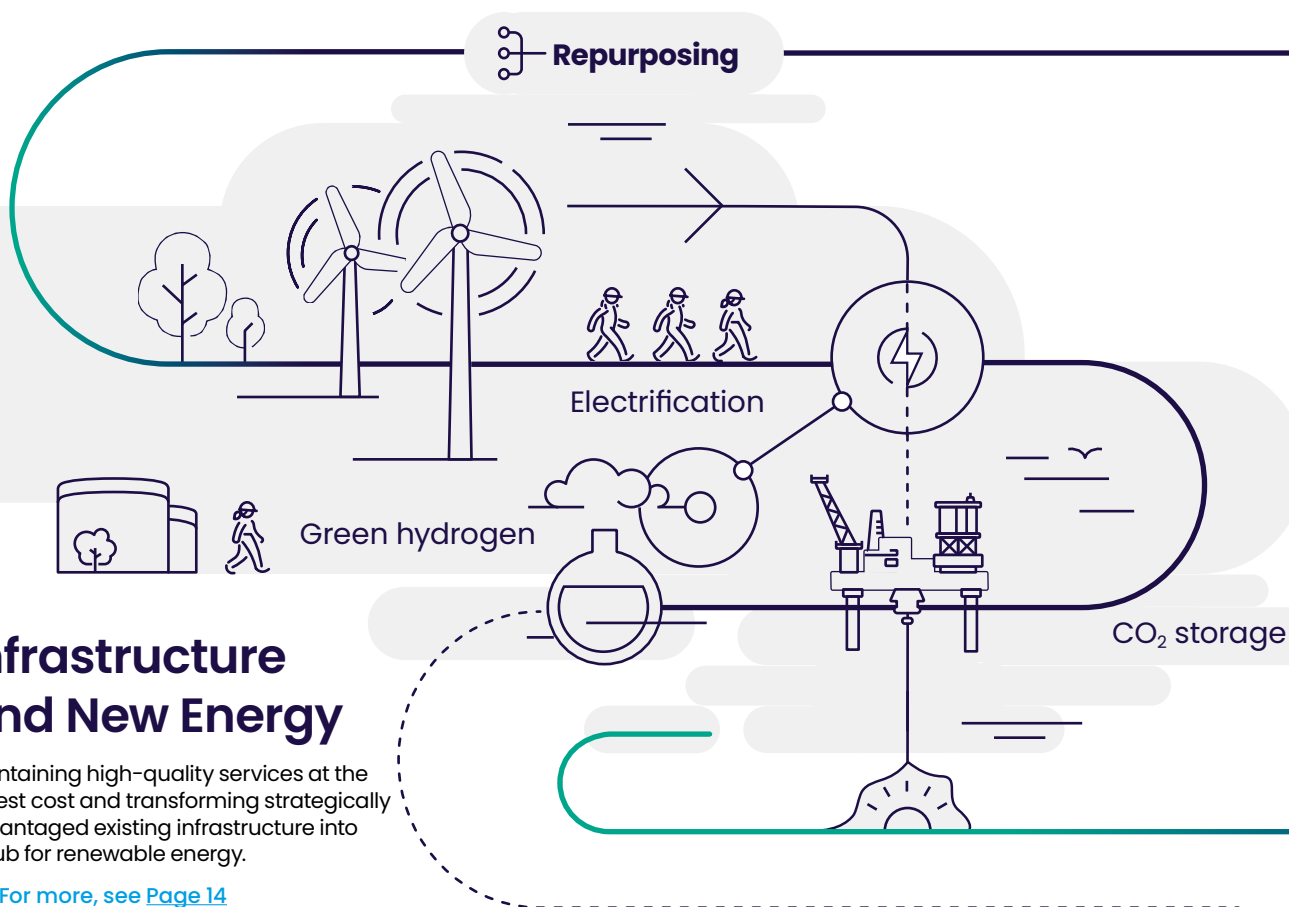 Repurposing
Electrification
Green hydrogen
CO₂ storage
nfrastructure
nd New Energy
ntaining high-quality services at the
est cost and transforming strategically
antaged existing infrastructure into
ub for renewable energy.
For more, see Page 14